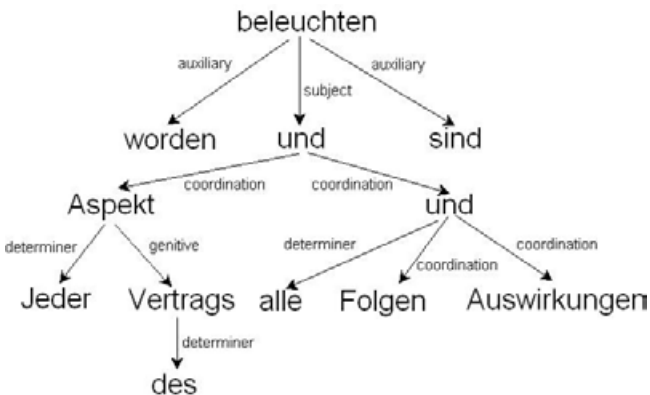 beleuchten
auxiliary
subject
auxiliary
worden
und
sind
coordination
coordination
Aspekt
und
determiner
genitive
determiner
coordination
coordination
Jeder
Vertrags
alle
Folgen
Auswirkungen
determiner
des